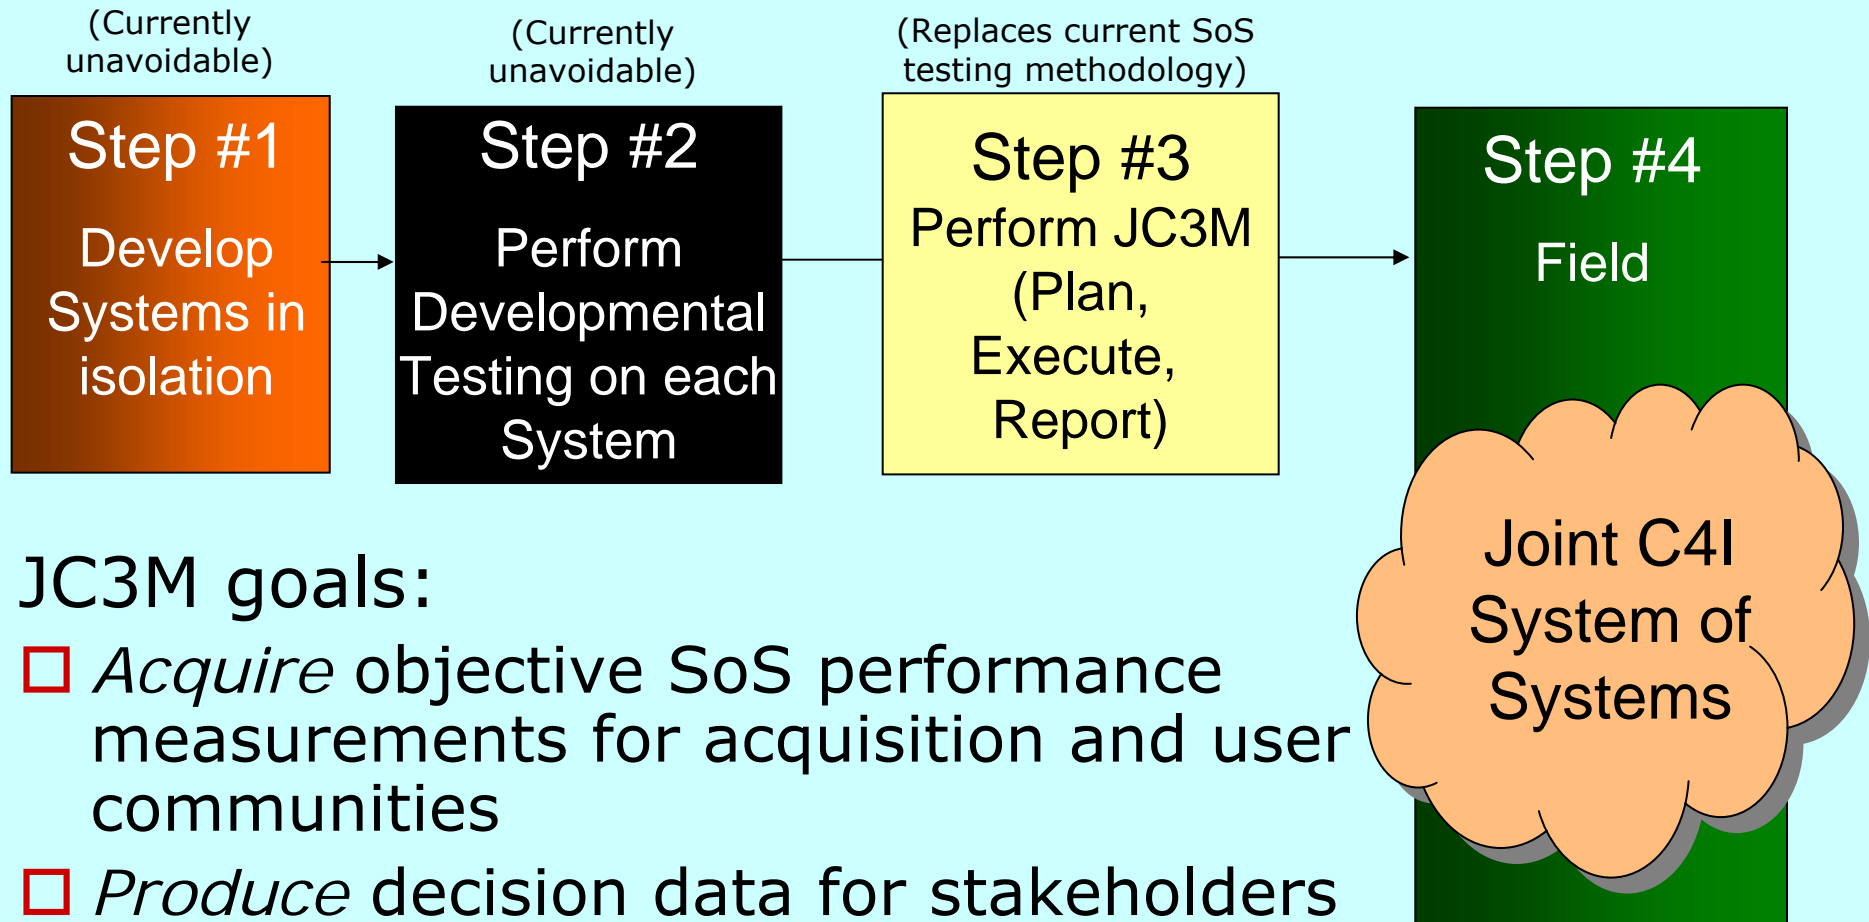 (Currently
unavoidable)
Step #1
Develop
Systems in
isolation
(Currently
unavoidable)
Step #2
Perform
Developmental
Testing on each
System
(Replaces current SoS
testing methodology)
Step #3
Perform JC3M
(Plan,
Execute,
Report)
Step #4
Field
Joint C4I
System of
Systems
JC3M goals:
Acquire objective SoS performance
measurements for acquisition and user
communities
Produce decision data for stakeholders